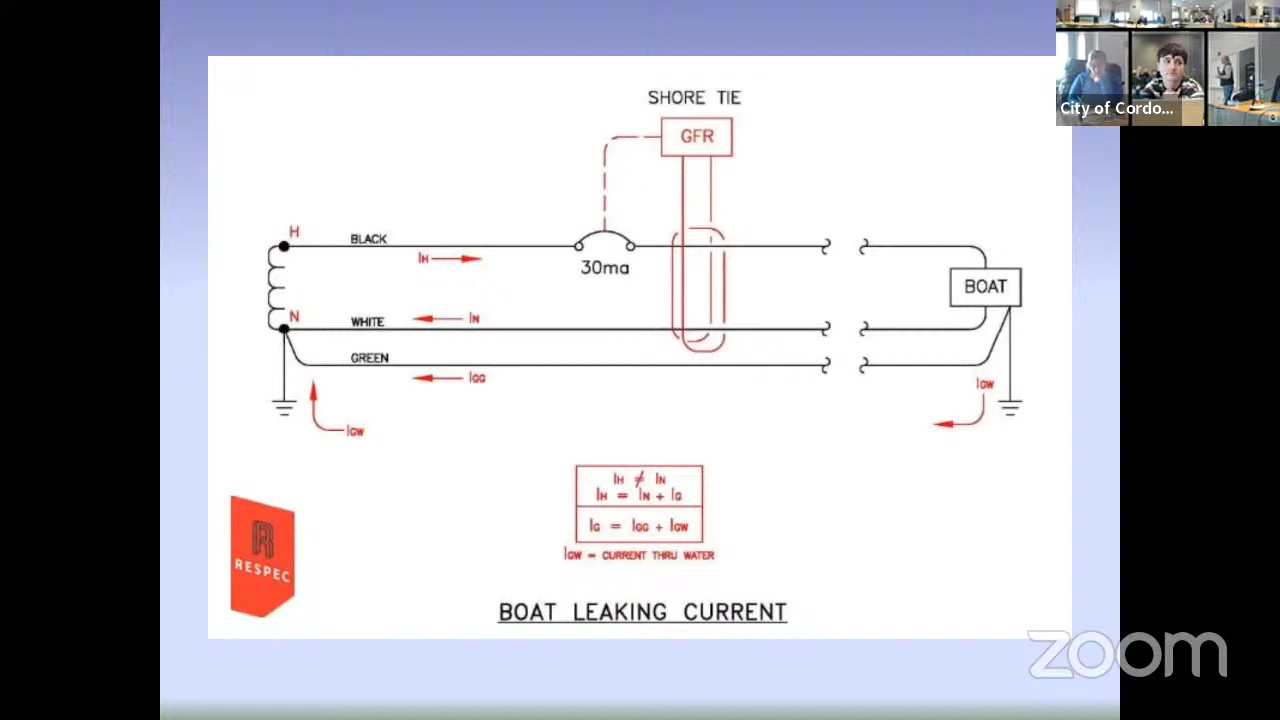 SHORE TIE
GFR
City of Cordo...
H
BLACK
IH
30ma
BOAT
N
WHITE
IN
GREEN
IGG
IGW
IGW
IH ≠ IN
IH = IN + IG
IG = IGG + IGW
IGW = CURRENT THRU WATER
R
RESPEC
BOAT LEAKING CURRENT
zoom